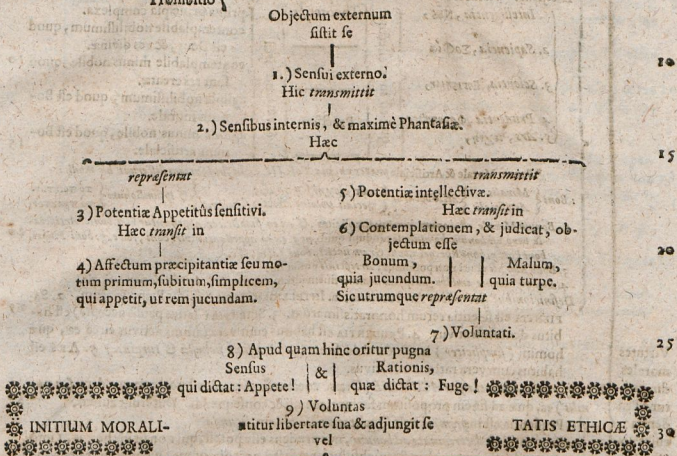 Objectum externum
sistit se
1.) Sensui externo.
Hic transmittit
2.) Sensibus internis, & maximè Phantasiæ.
Hæc
repræsentat
3) Potentiæ Appetitûs sensitivi.
Hæc transit in
4) Affectum præcipitantiæ seu mo-
tum primum, subitum, simplicem,
qui appetit, ut rem jucundam.
transmittit
5) Potentiæ intellectivæ.
Hæc transit in
6) Contemplationem, & judicat, ob-
jectum esse
Bonum, | | Malum,
quia jucundum. | | quia turpe.
Sic utrumque repræsentat
7) Voluntati.
8) Apud quam hinc oritur pugna
Sensus | & | Rationis,
qui dictat: Appete! | | quæ dictat: Fuge!
9) Voluntas
utitur libertate sua & adjungit se
vel
INITIUM MORALI-
TATIS ETHICÆ
10
15
20
25
30